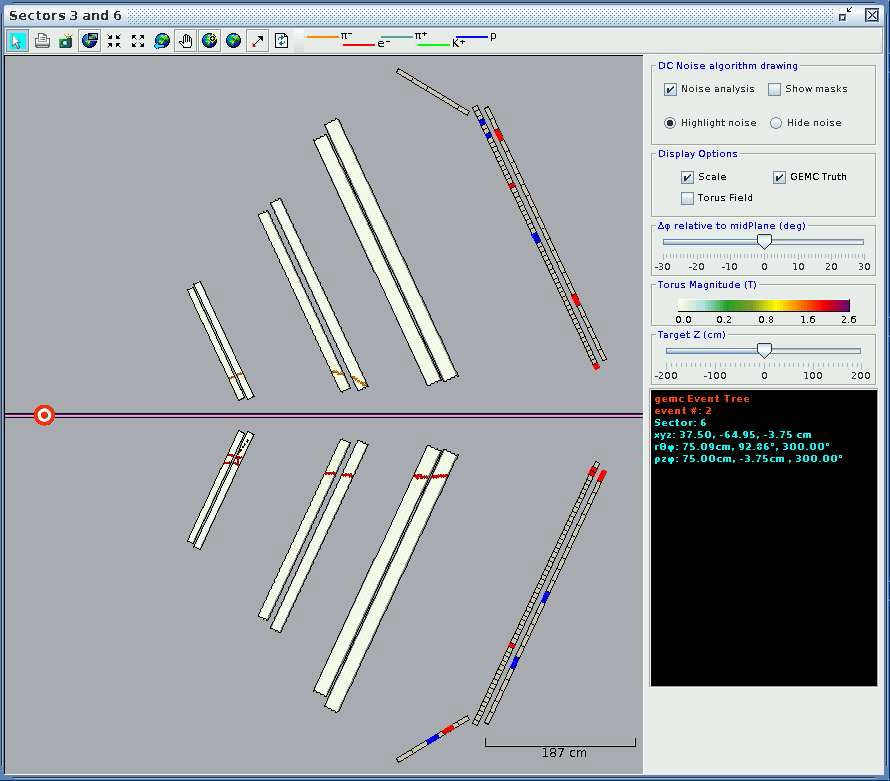 Sectors 3 and 6
π⁻ π⁺ p
e⁻ K⁺
DC Noise algorithm drawing
Noise analysis Show masks
Highlight noise Hide noise
Display Options
Scale GEMC Truth
Torus Field
Δφ relative to midPlane (deg)
-30 -20 -10 0 10 20 30
Torus Magnitude (T)
0.0 0.2 0.8 1.6 2.6
Target Z (cm)
-200 -100 0 100 200
gemc Event Tree
event #: 2
Sector: 6
xyz: 37.50, -64.95, -3.75 cm
rθφ: 75.09cm, 92.86°, 300.00°
ρzφ: 75.00cm, -3.75cm , 300.00°
187 cm